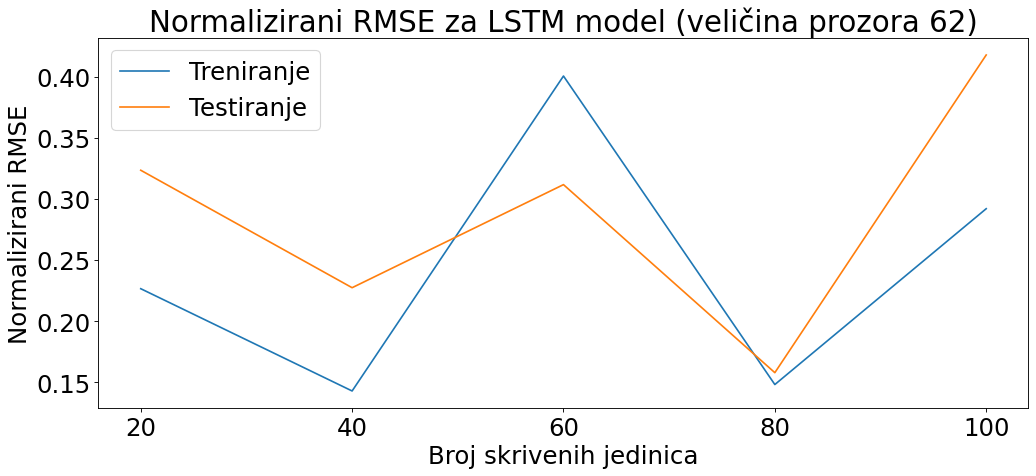 Normalizirani RMSE za LSTM model (veličina prozora 62)
Treniranje
Testiranje
Normalizirani RMSE
0.40
0.35
0.30
0.25
0.20
0.15
20 40 60 80 100
Broj skrivenih jedinica